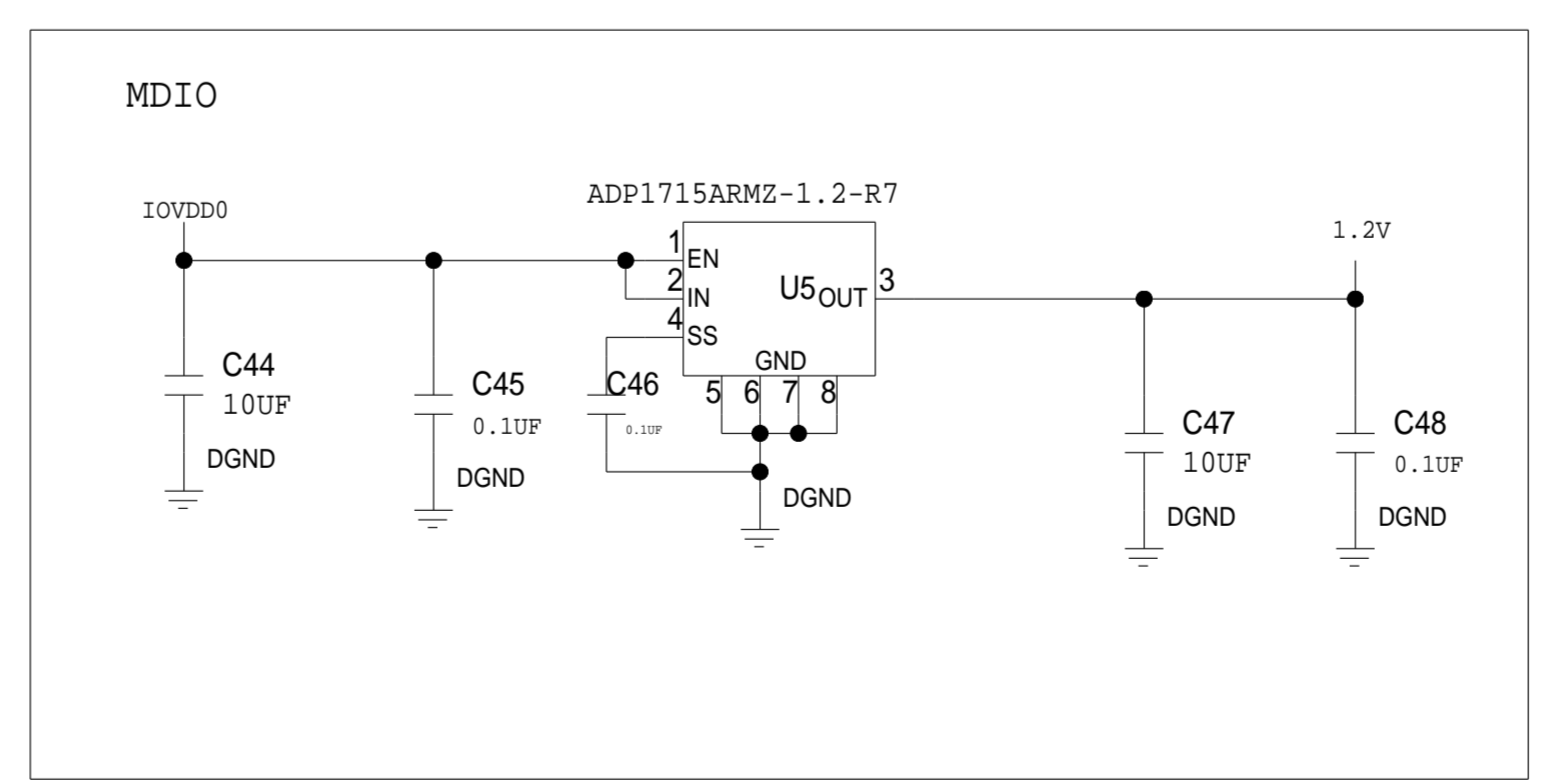 MDIO
ADP1715ARMZ-1.2-R7
IOVDD0
1.2V
1
EN
2
IN
4
SS
U5
OUT
3
GND
5 6 7 8
C44
10UF
DGND
C45
0.1UF
DGND
C46
0.1UF
DGND
C47
10UF
DGND
C48
0.1UF
DGND